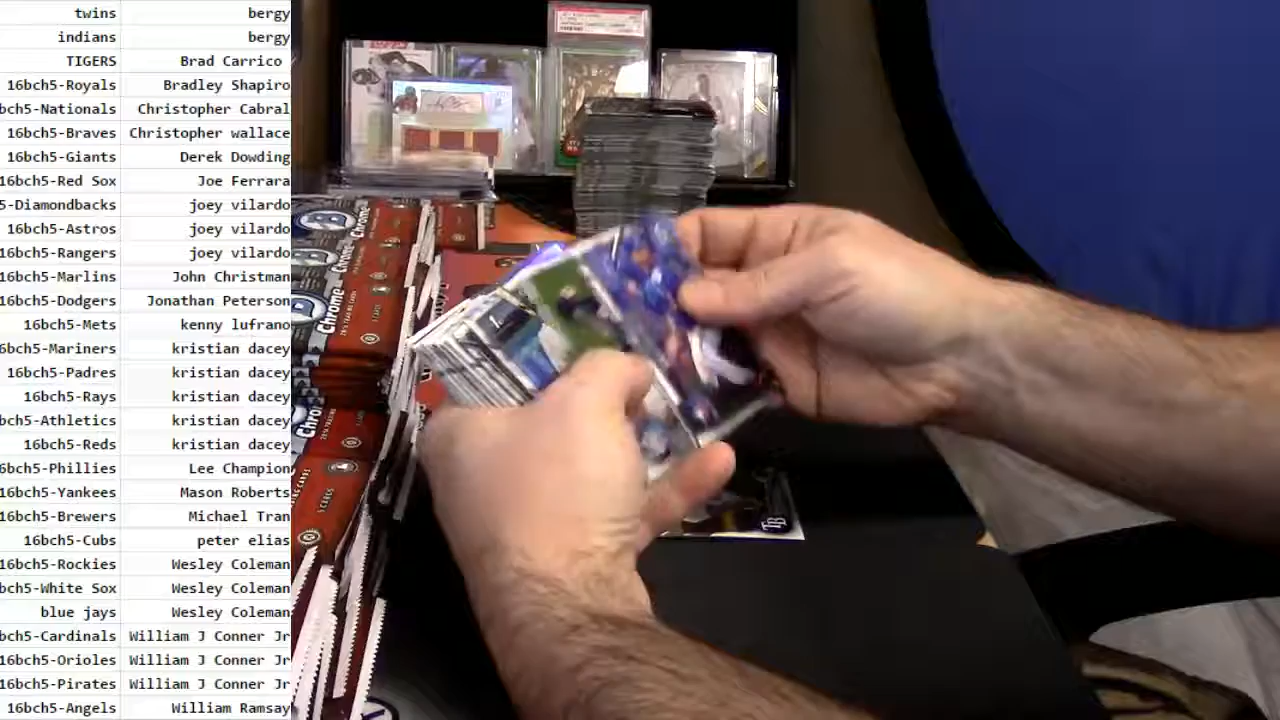 twins bergy
indians bergy
TIGERS Brad Carrico
16bch5-Royals Bradley Shapiro
bch5-Nationals Christopher Cabral
16bch5-Braves Christopher wallace
16bch5-Giants Derek Dowding
16bch5-Red Sox Joe Ferrara
5-Diamondbacks joey vilardo
16bch5-Astros joey vilardo
16bch5-Rangers joey vilardo
16bch5-Marlins John Christman
16bch5-Dodgers Jonathan Peterson
16bch5-Mets kenny lufrano
6bch5-Mariners kristian dacey
16bch5-Padres kristian dacey
16bch5-Rays kristian dacey
6bch5-Athletics kristian dacey
16bch5-Reds kristian dacey
16bch5-Phillies Lee Champion
16bch5-Yankees Mason Roberts
16bch5-Brewers Michael Tran
16bch5-Cubs peter elias
16bch5-Rockies Wesley Coleman
bch5-White Sox Wesley Coleman
blue jays Wesley Coleman
bch5-Cardinals William J Conner Jr
16bch5-Orioles William J Conner Jr
16bch5-Pirates William J Conner Jr
16bch5-Angels William Ramsay
Chrome
Chrome
Chrome
TB